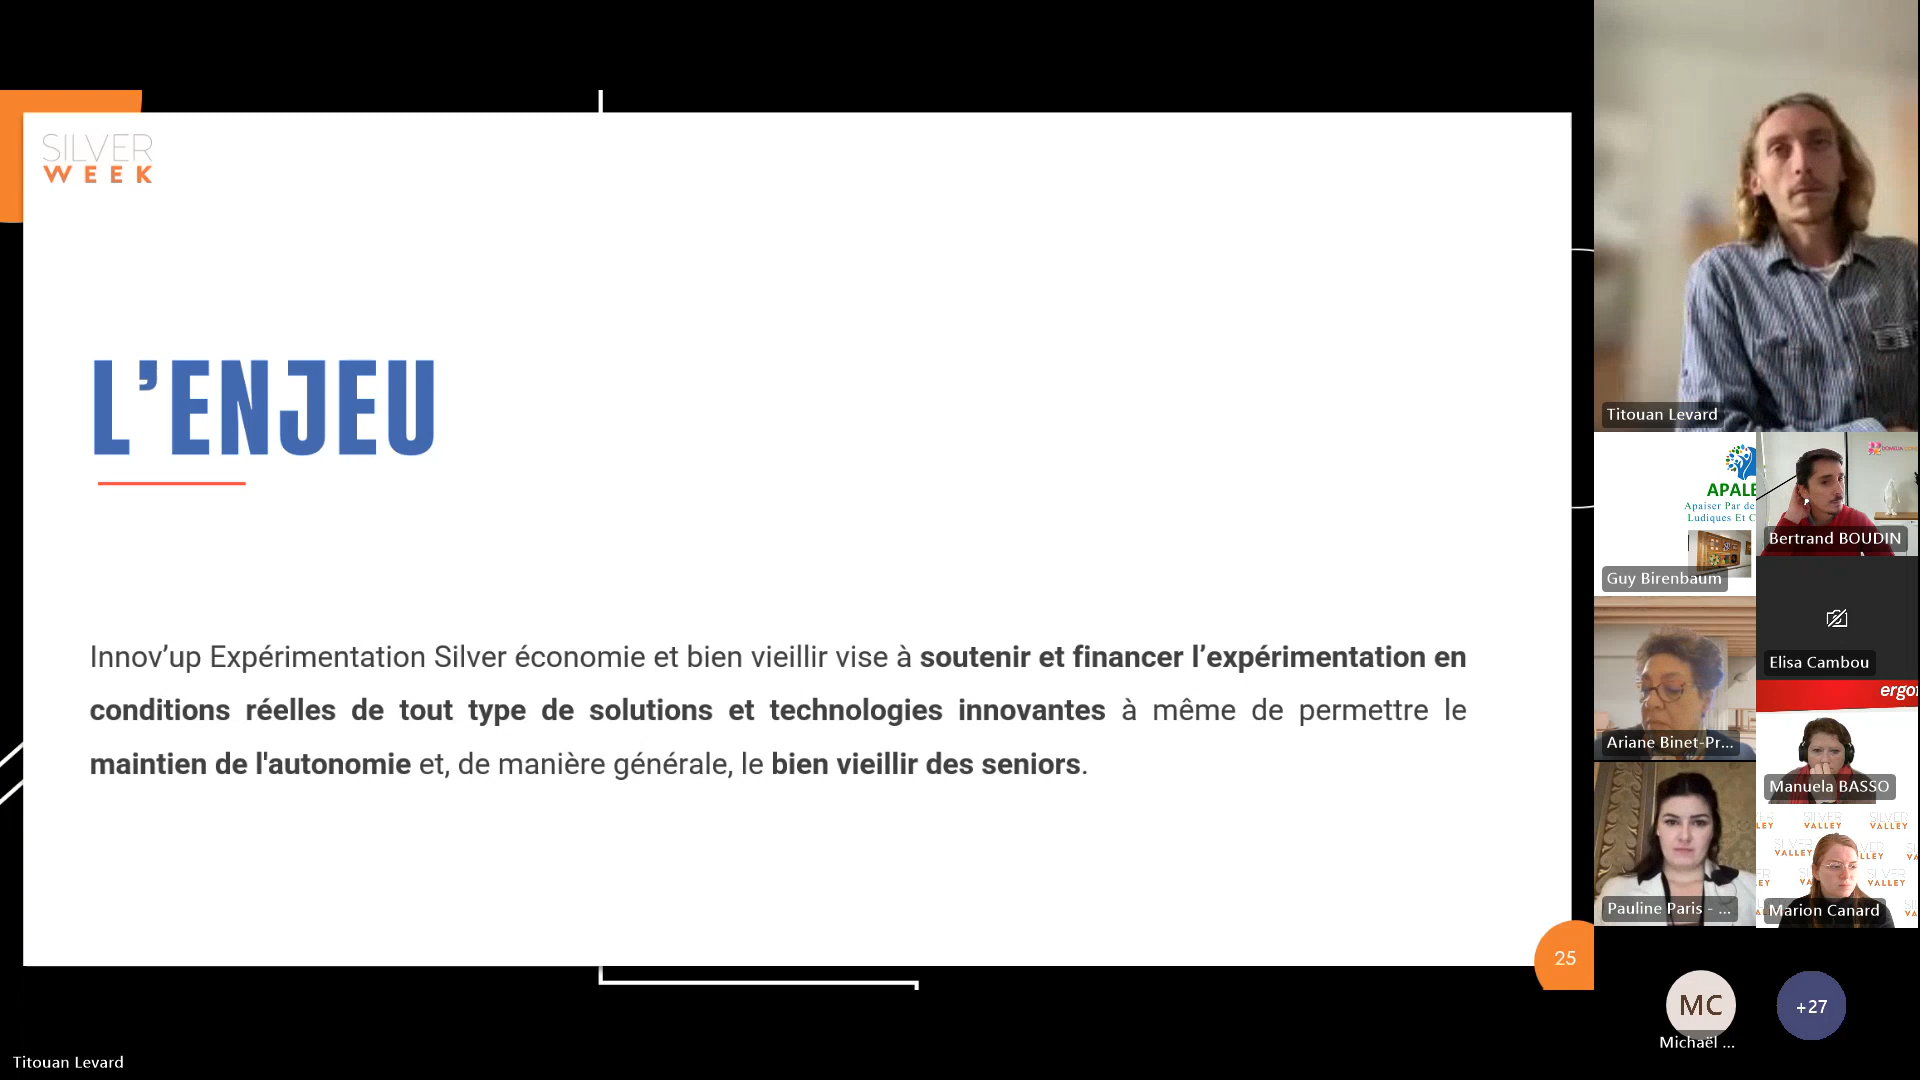 SILVER
WEEK
L’ENJEU
Innov’up Expérimentation Silver économie et bien vieillir vise à soutenir et financer l’expérimentation en
conditions réelles de tout type de solutions et technologies innovantes à même de permettre le
maintien de l'autonomie et, de manière générale, le bien vieillir des seniors.
25
Titouan Levard
Titouan Levard
APALE
Apaiser Par de
Ludiques Et C
Guy Birenbaum
Bertrand BOUDIN
Elisa Cambou
Ariane Binet-Pr...
ergo
Manuela BASSO
Pauline Paris - ...
SILVER
VALLEY
SILVER
VALLEY
Marion Canard
MC
Michaël ...
+27